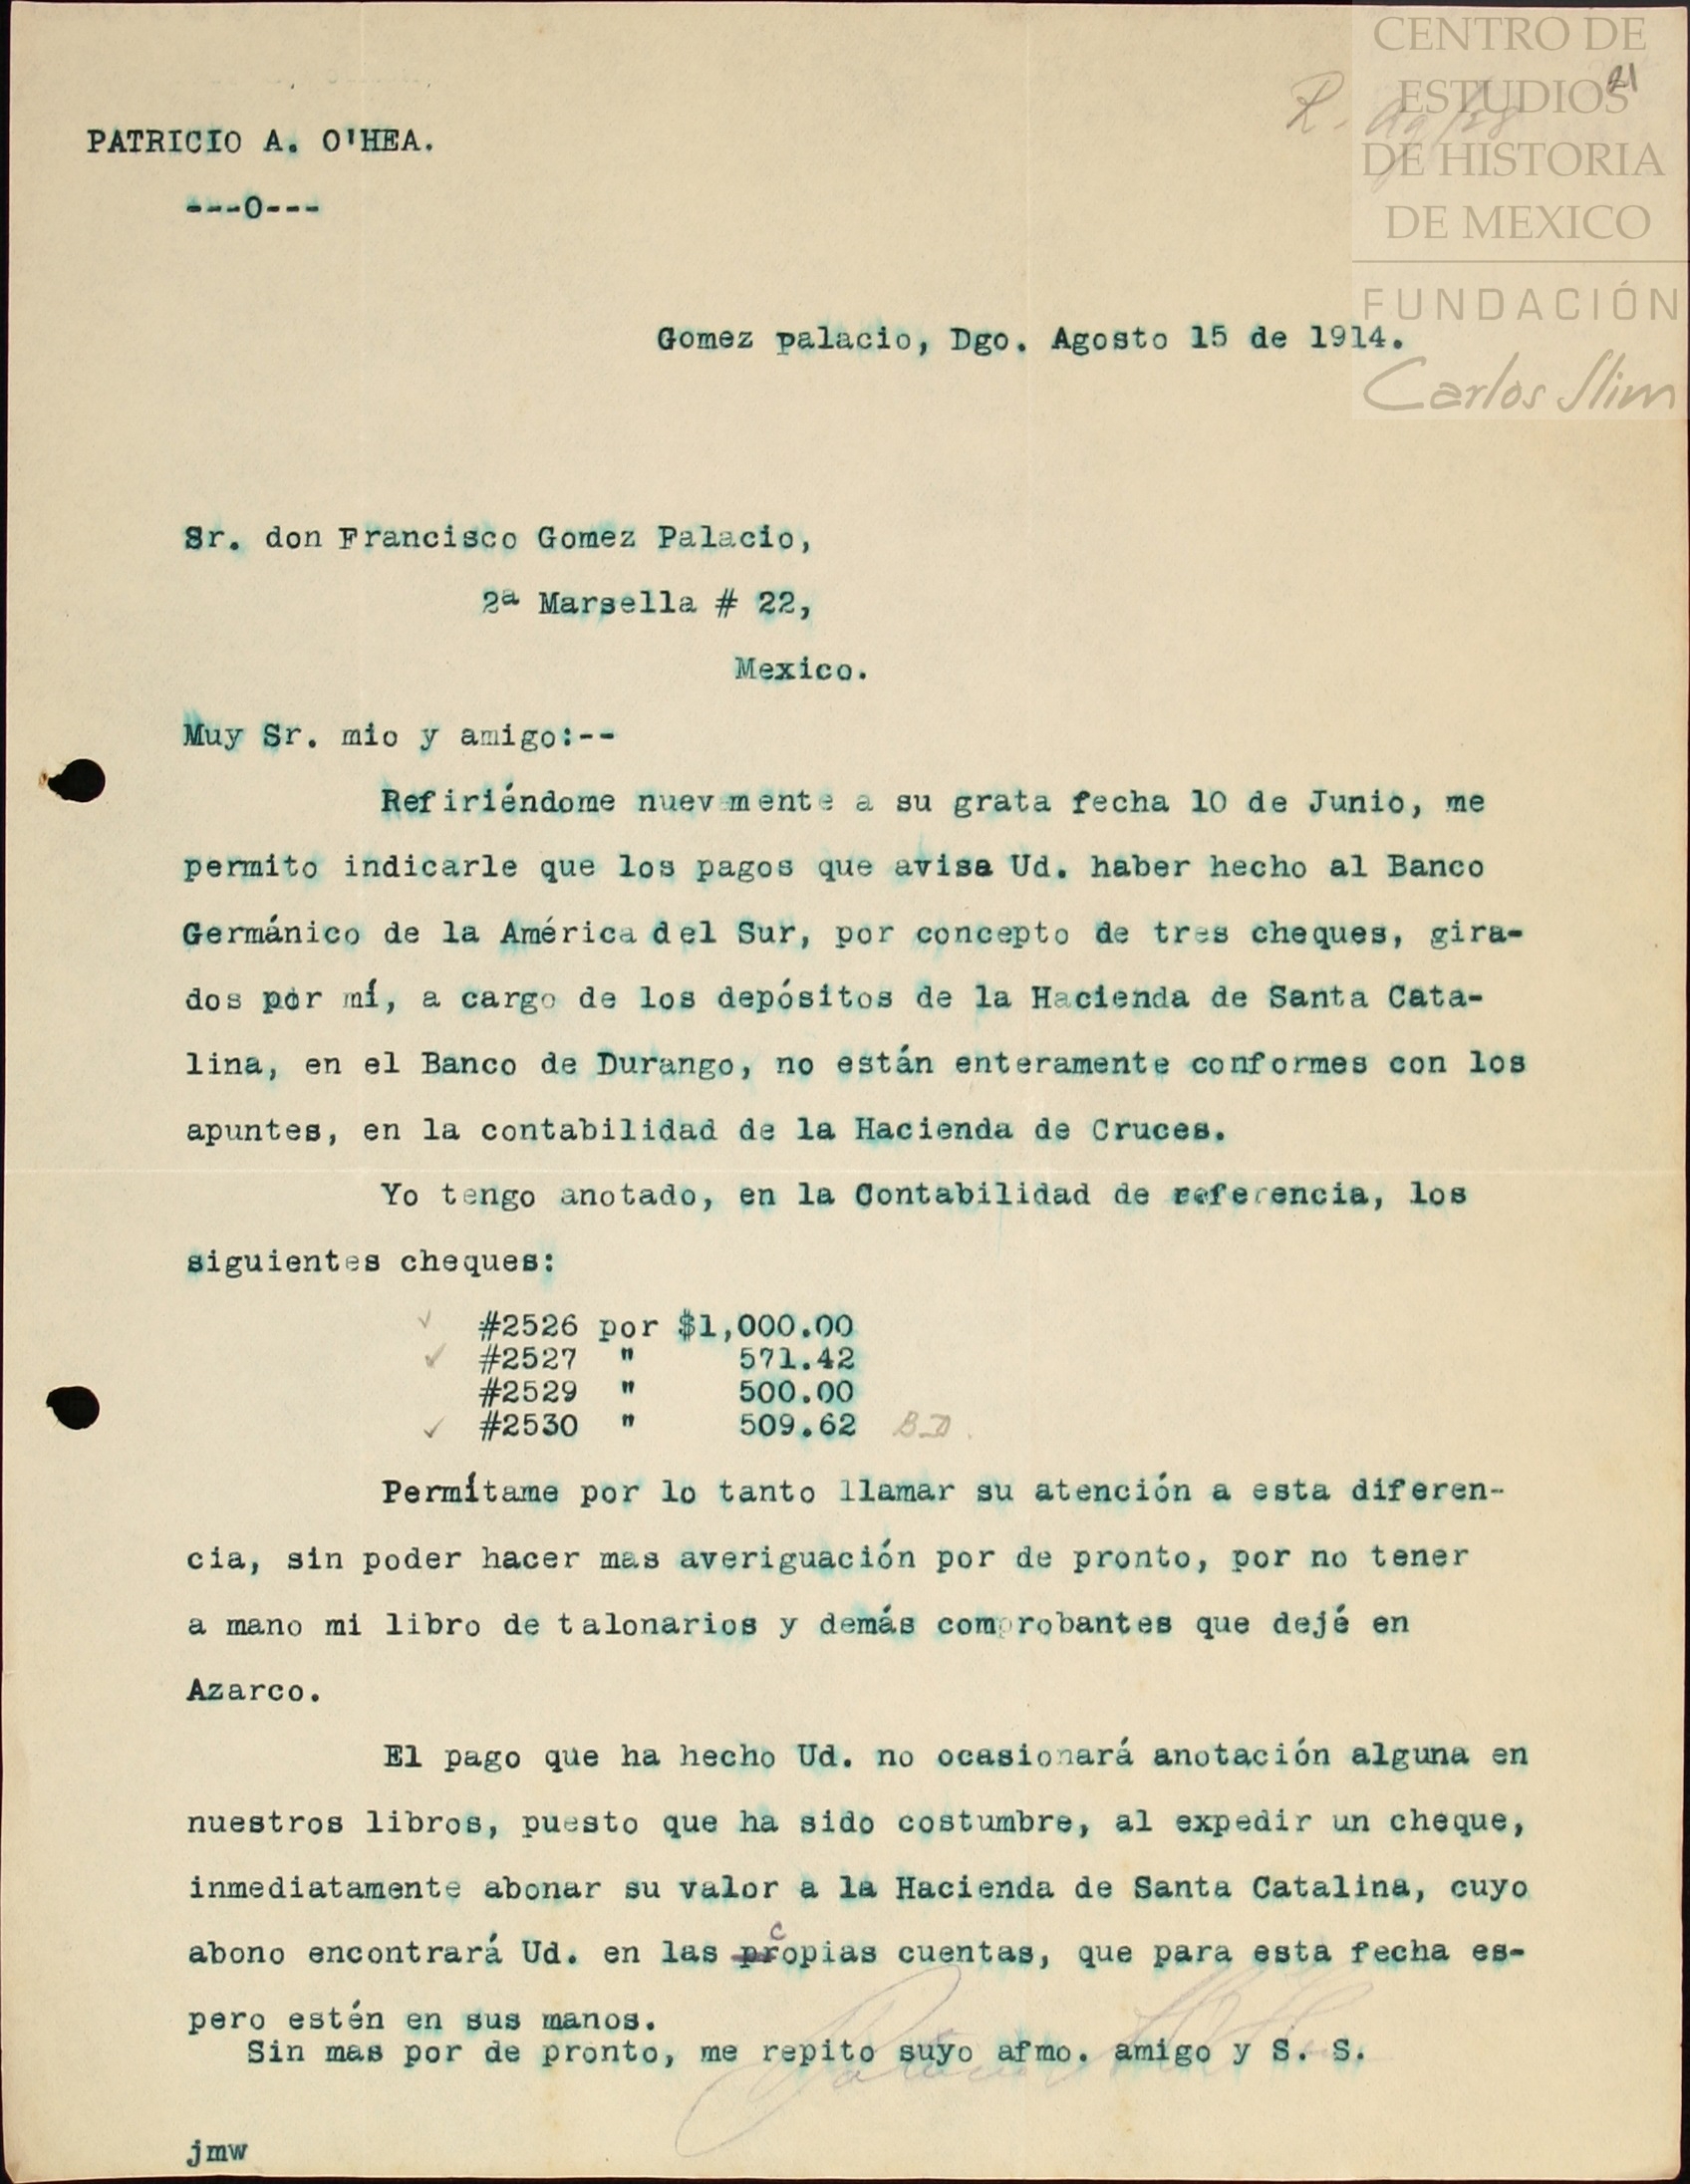 CENTRO DE
ESTUDIOS
DE HISTORIA
DE MEXICO
FUNDACIÓN
Carlos Slim
21
PATRICIO A. O'HEA.
---O---
Gomez palacio, Dgo. Agosto 15 de 1914.
Sr. don Francisco Gomez Palacio,
2ª Marsella # 22,
Mexico.
Muy Sr. mio y amigo:--
Refiriéndome nuevamente a su grata fecha 10 de Junio, me
permito indicarle que los pagos que avisa Ud. haber hecho al Banco
Germánico de la América del Sur, por concepto de tres cheques, gira-
dos por mí, a cargo de los depósitos de la Hacienda de Santa Cata-
lina, en el Banco de Durango, no están enteramente conformes con los
apuntes, en la contabilidad de la Hacienda de Cruces.
Yo tengo anotado, en la Contabilidad de referencia, los
siguientes cheques:
✓ #2526 por $1,000.00
✓ #2527 " 571.42
#2529 " 500.00
✓ #2530 " 509.62 B.D.
Permítame por lo tanto llamar su atención a esta diferen-
cia, sin poder hacer mas averiguación por de pronto, por no tener
a mano mi libro de talonarios y demás comprobantes que dejé en
Azarco.
El pago que ha hecho Ud. no ocasionará anotación alguna en
nuestros libros, puesto que ha sido costumbre, al expedir un cheque,
inmediatamente abonar su valor a la Hacienda de Santa Catalina, cuyo
abono encontrará Ud. en las copias cuentas, que para esta fecha es-
pero estén en sus manos.
Sin mas por de pronto, me repito suyo afmo. amigo y S. S.
jmw